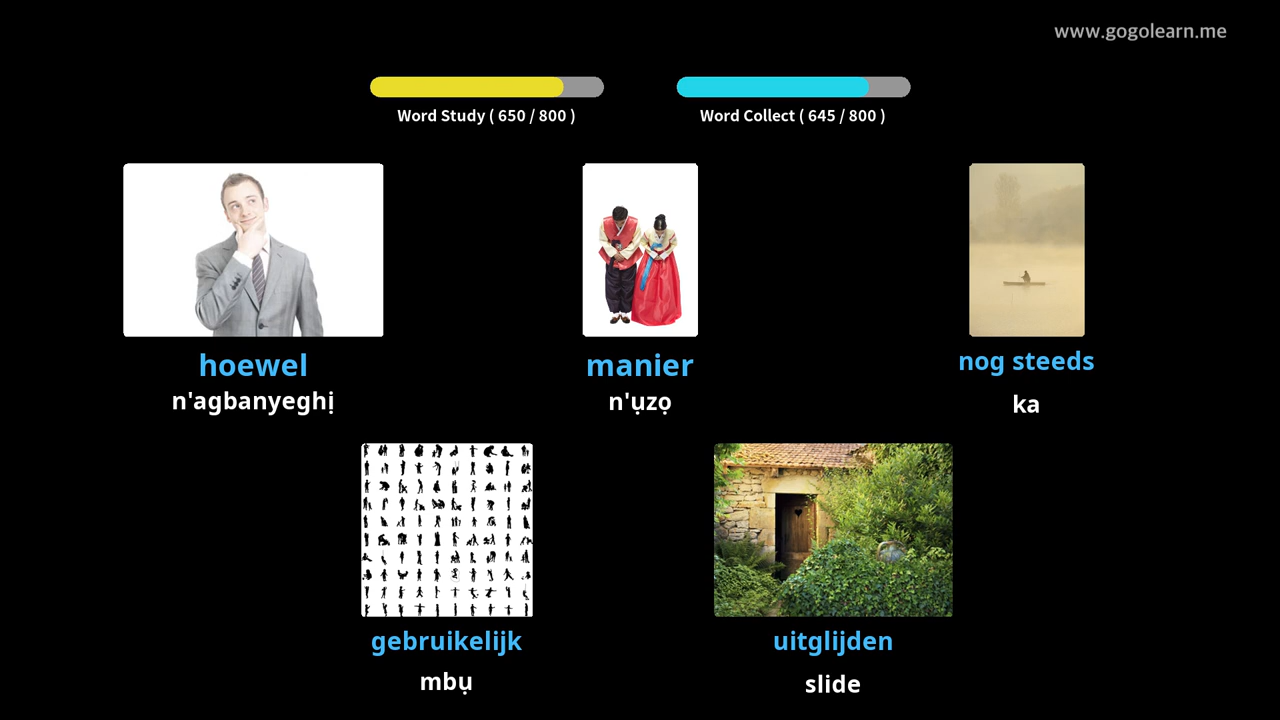 www.gogolearn.me
Word Study ( 650 / 800 )
Word Collect ( 645 / 800 )
hoewel
n'agbanyeghị
manier
n'ụzọ
nog steeds
ka
gebruikelijk
mbụ
uitglijden
slide